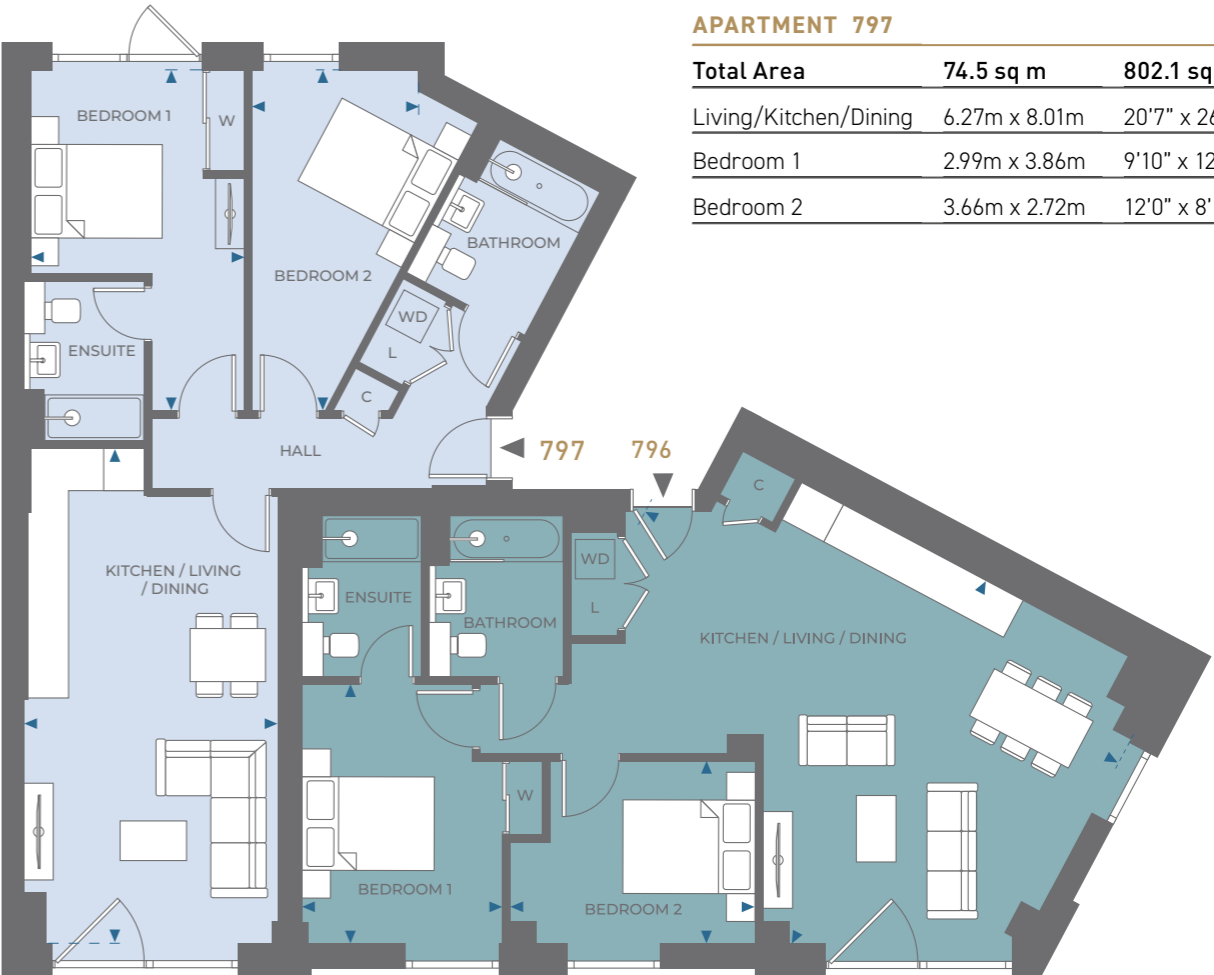 APARTMENT 797
Total Area 74.5 sq m 802.1 sq
Living/Kitchen/Dining 6.27m x 8.01m 20'7" x 26
Bedroom 1 2.99m x 3.86m 9'10" x 12
Bedroom 2 3.66m x 2.72m 12'0" x 8'
BEDROOM 1
W
BEDROOM 2
BATHROOM
WD
L
ENSUITE
C
HALL
797
796
KITCHEN / LIVING
/ DINING
C
WD
L
ENSUITE
BATHROOM
KITCHEN / LIVING / DINING
W
BEDROOM 1
BEDROOM 2